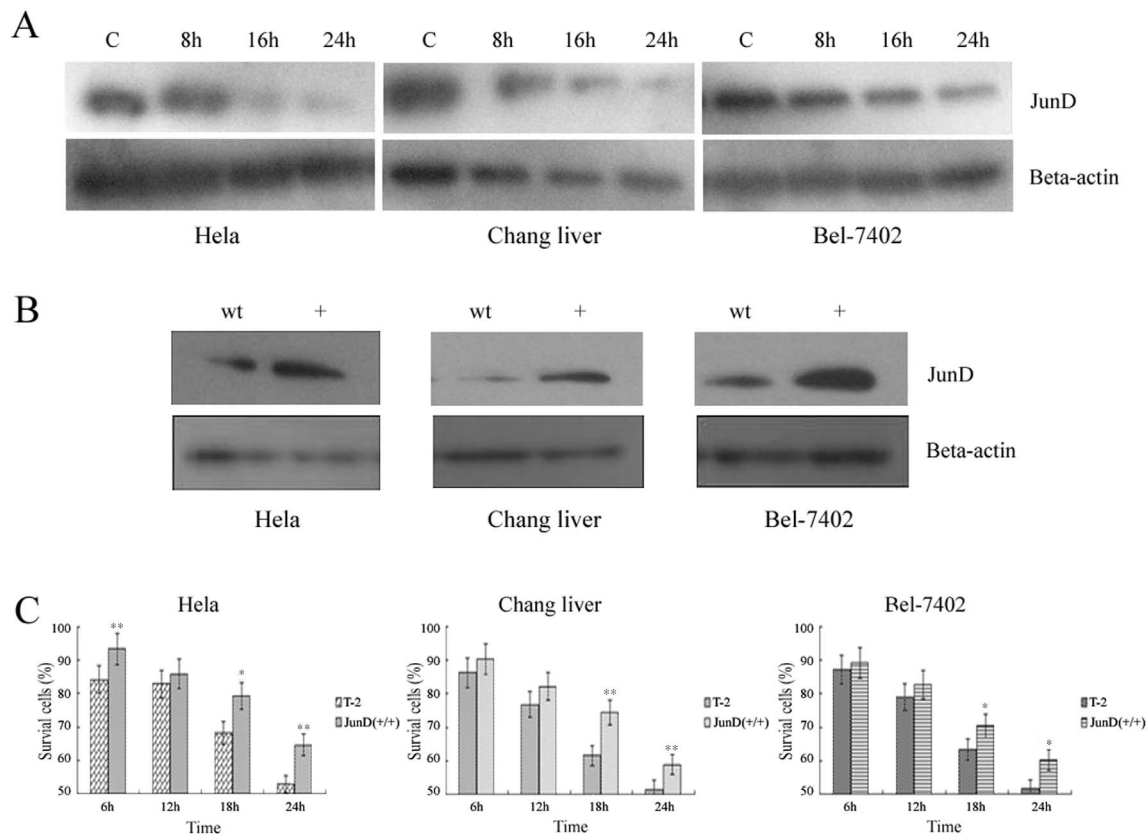 A
C 8h 16h 24h C 8h 16h 24h C 8h 16h 24h
JunD
Beta-actin
Hela Chang liver Bel-7402
B
wt + wt + wt +
JunD
Beta-actin
Hela Chang liver Bel-7402
C
Hela Chang liver Bel-7402
Survial cells (%)
100
90
80
70
60
50
** * **
T-2
JunD(+/+)
6h 12h 18h 24h
Time
Survial cells (%)
100
90
80
70
60
50
** **
T-2
JunD(+/+)
6h 12h 18h 24h
Time
Survial cells (%)
100
90
80
70
60
50
* *
T-2
JunD(+/+)
6h 12h 18h 24h
Time